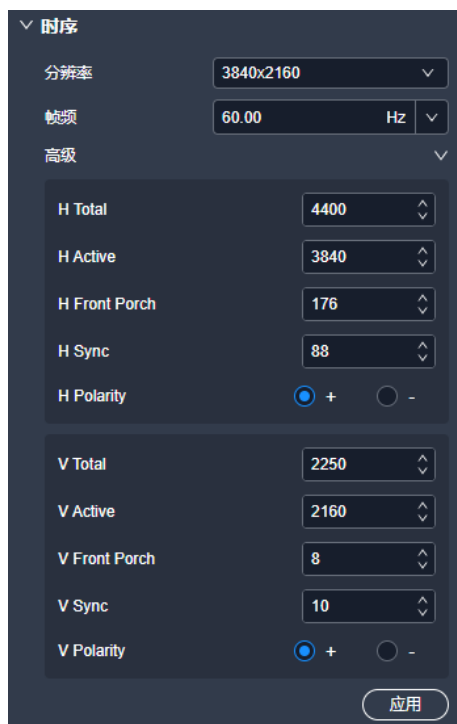 时序
分辨率 3840x2160
帧频 60.00 Hz
高级
H Total 4400
H Active 3840
H Front Porch 176
H Sync 88
H Polarity + -
V Total 2250
V Active 2160
V Front Porch 8
V Sync 10
V Polarity + -
应用